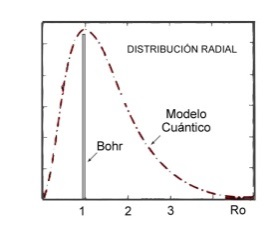 DISTRIBUCIÓN RADIAL
Modelo
Cuántico
Bohr
1 2 3 Ro